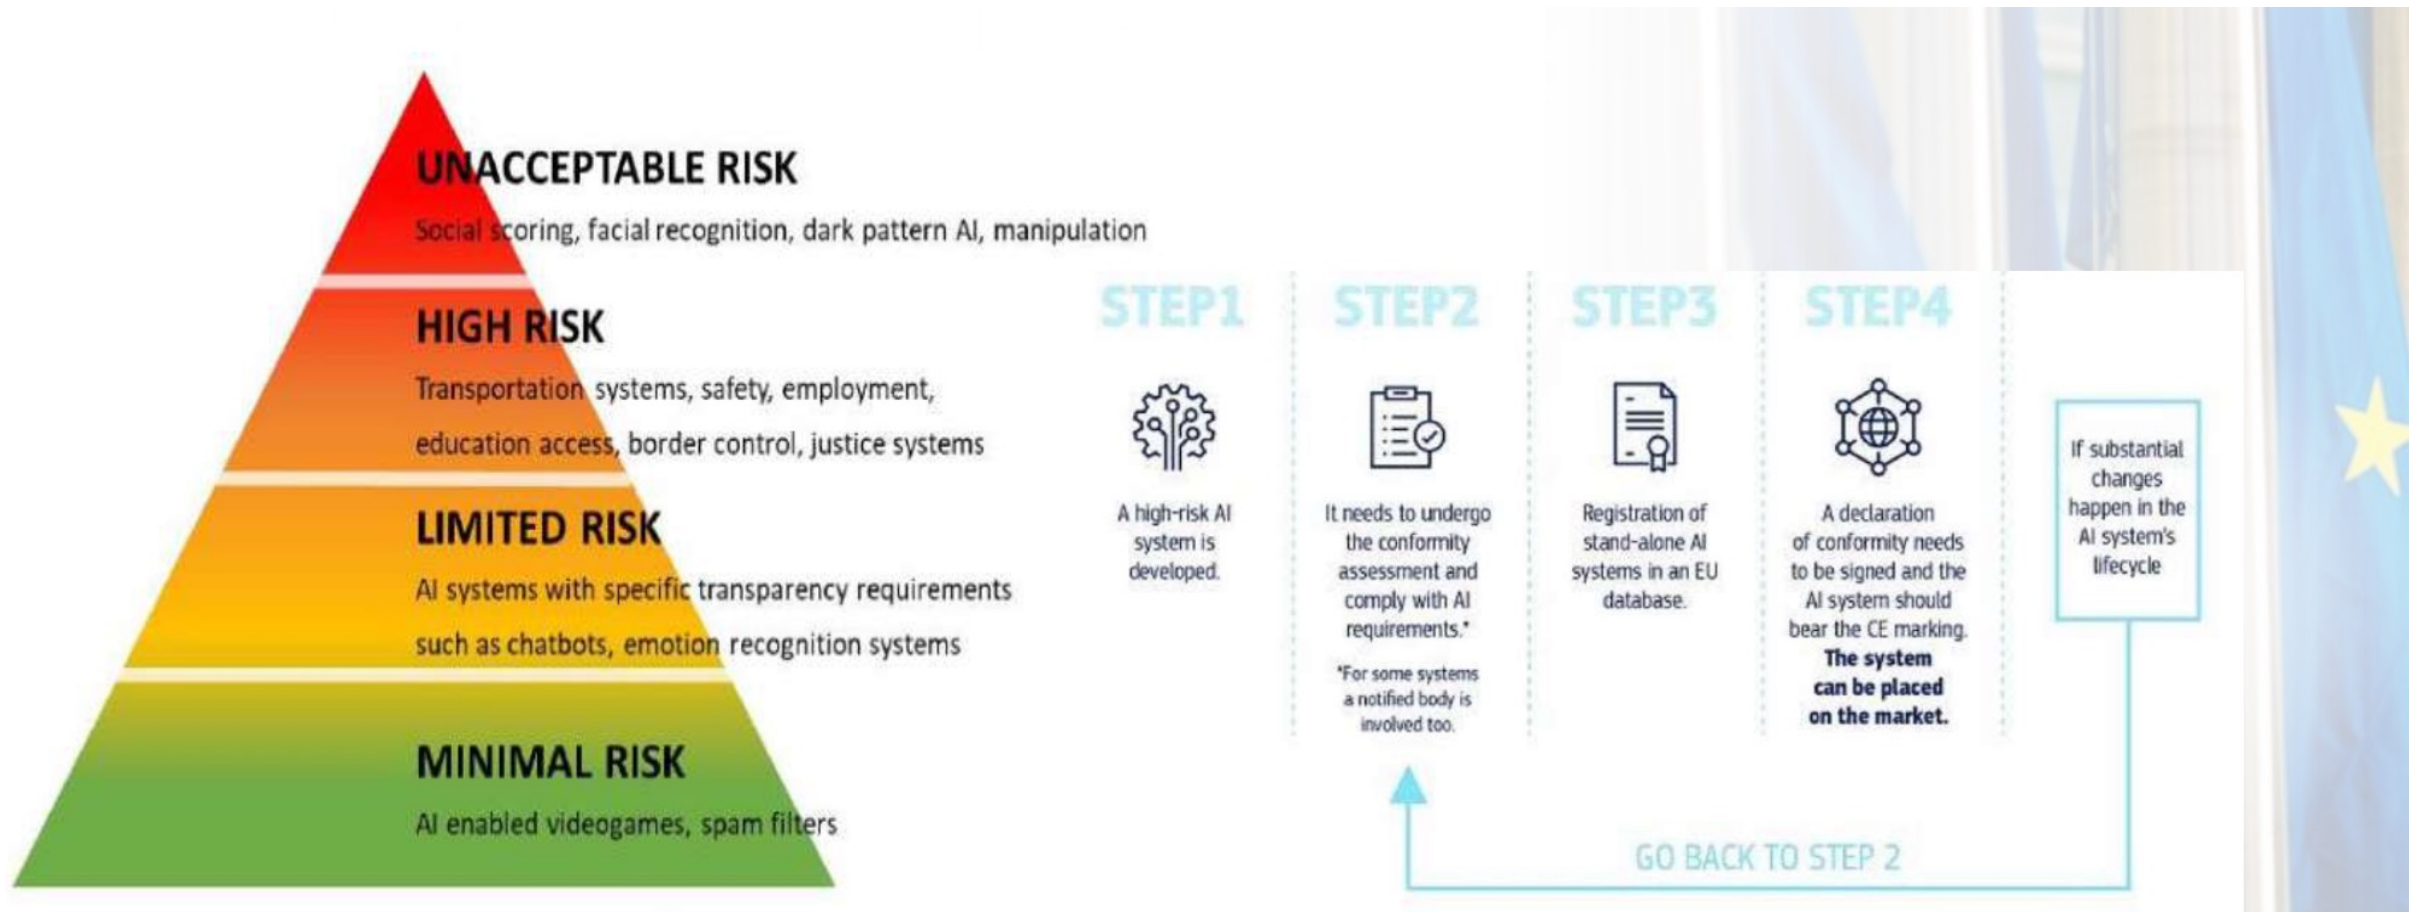 UNACCEPTABLE RISK
Social scoring, facial recognition, dark pattern AI, manipulation
HIGH RISK
Transportation systems, safety, employment,
education access, border control, justice systems
LIMITED RISK
AI systems with specific transparency requirements
such as chatbots, emotion recognition systems
MINIMAL RISK
AI enabled videogames, spam filters
STEP1
A high-risk AI
system is
developed.
STEP2
It needs to undergo
the conformity
assessment and
comply with AI
requirements.*
*For some systems
a notified body is
involved too.
STEP3
Registration of
stand-alone AI
systems in an EU
database.
STEP4
A declaration
of conformity needs
to be signed and the
AI system should
bear the CE marking.
The system
can be placed
on the market.
If substantial
changes
happen in the
AI system's
lifecycle
GO BACK TO STEP 2